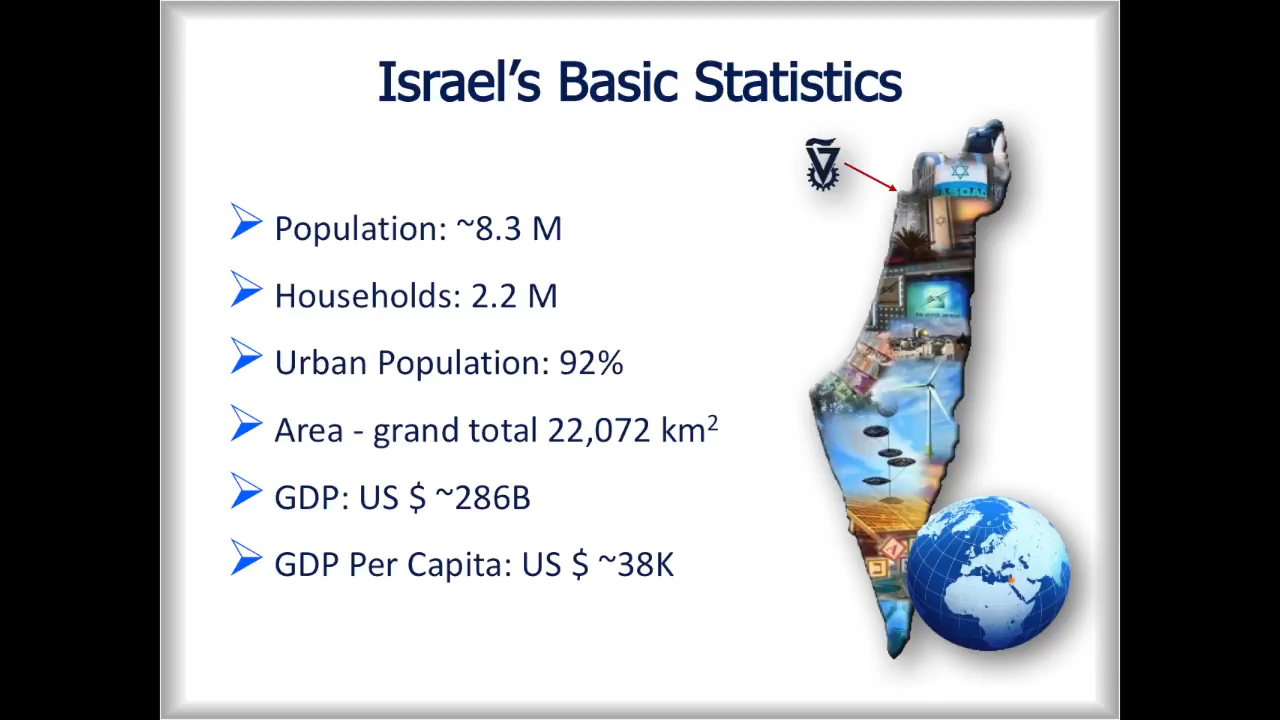 Israel's Basic Statistics
NASDAQ
Population: ~8.3 M
Households: 2.2 M
Urban Population: 92%
Area - grand total 22,072 km²
GDP: US $ ~286B
GDP Per Capita: US $ ~38K